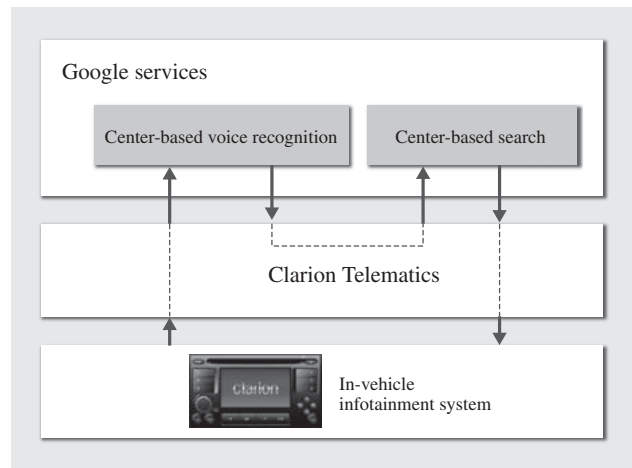 Google services
Center-based voice recognition
Center-based search
Clarion Telematics
clarion
In-vehicle
infotainment system